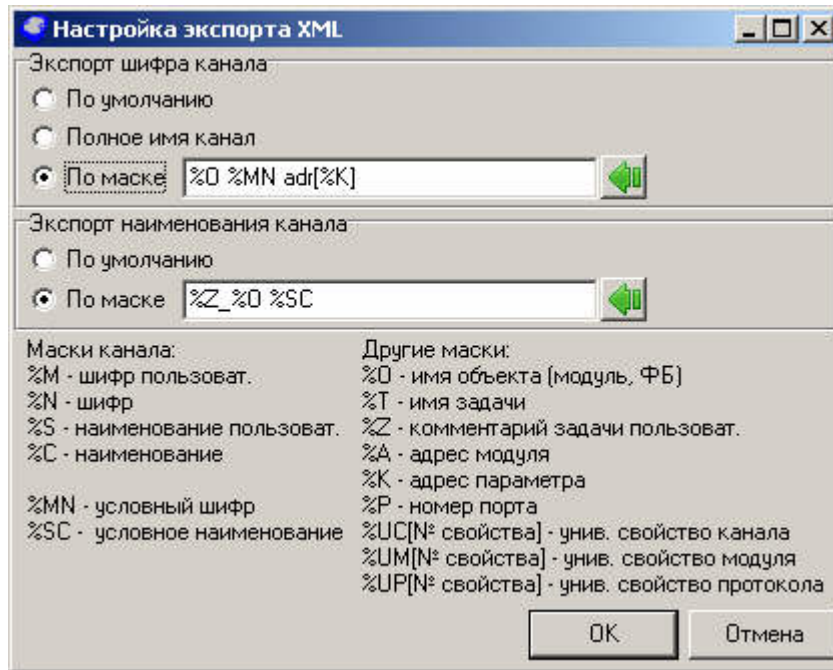 Настройка экспорта XML
Экспорт шифра канала
По умолчанию
Полное имя канал
По маске %O %MN adr[%K]
Экспорт наименования канала
По умолчанию
По маске %Z_%O %SC
Маски канала:
%M - шифр пользоват.
%N - шифр
%S - наименование пользоват.
%C - наименование
%MN - условный шифр
%SC - условное наименование
Другие маски:
%O - имя объекта (модуль, ФБ)
%T - имя задачи
%Z - комментарий задачи пользоват.
%A - адрес модуля
%K - адрес параметра
%P - номер порта
%UC[№ свойства] - унив. свойство канала
%UM[№ свойства] - унив. свойство модуля
%UP[№ свойства] - унив. свойство протокола
OK Отмена